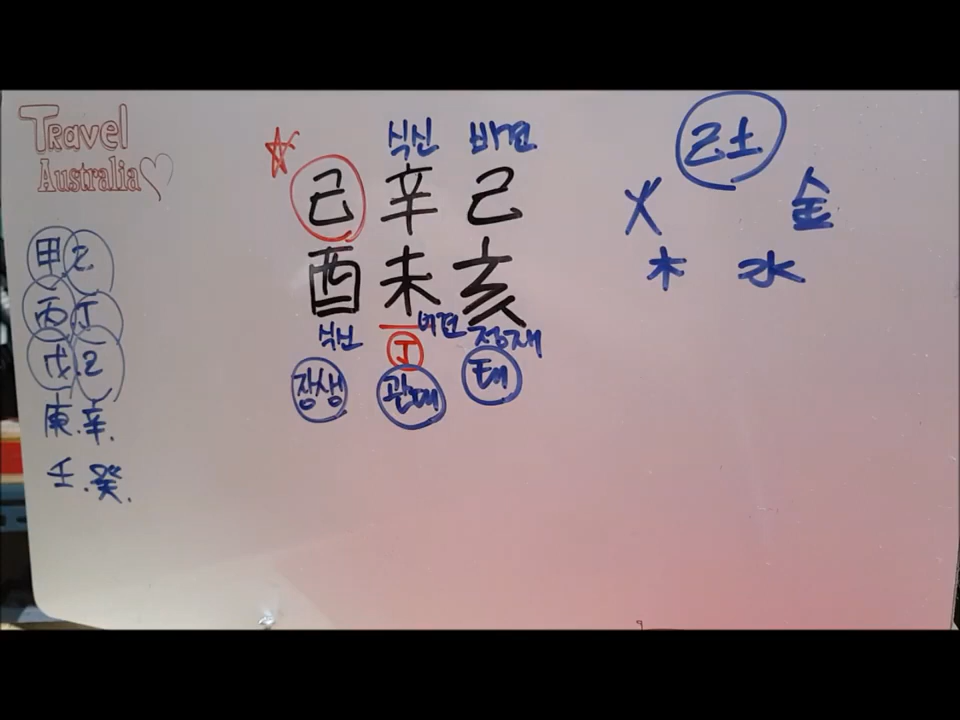 Travel
Australia
甲乙
丙丁
戊.己
庚.辛.
壬.癸.
식신 비견
己 辛 己
酉 未 亥
식신 비견 정재
丁
장생 관대 태
己土
火 金
木 水